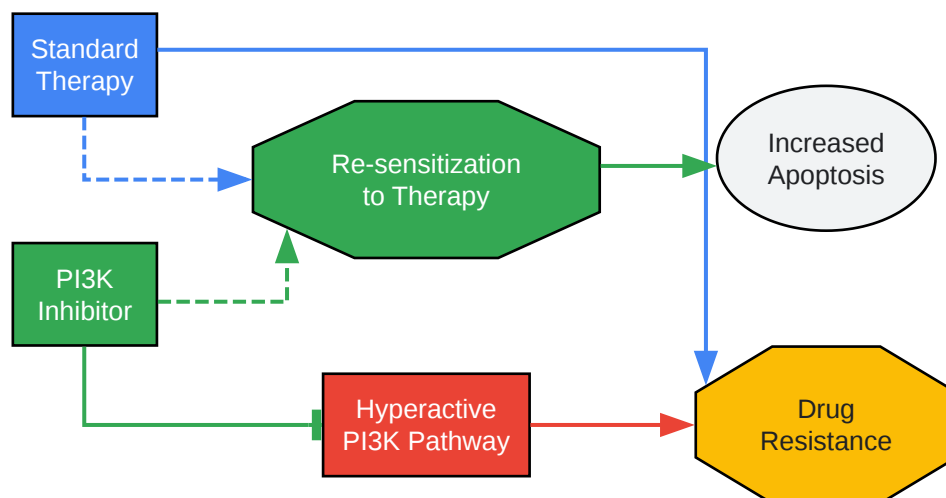 Standard
Therapy
Re-sensitization
to Therapy
Increased
Apoptosis
PI3K
Inhibitor
Hyperactive
PI3K Pathway
Drug
Resistance